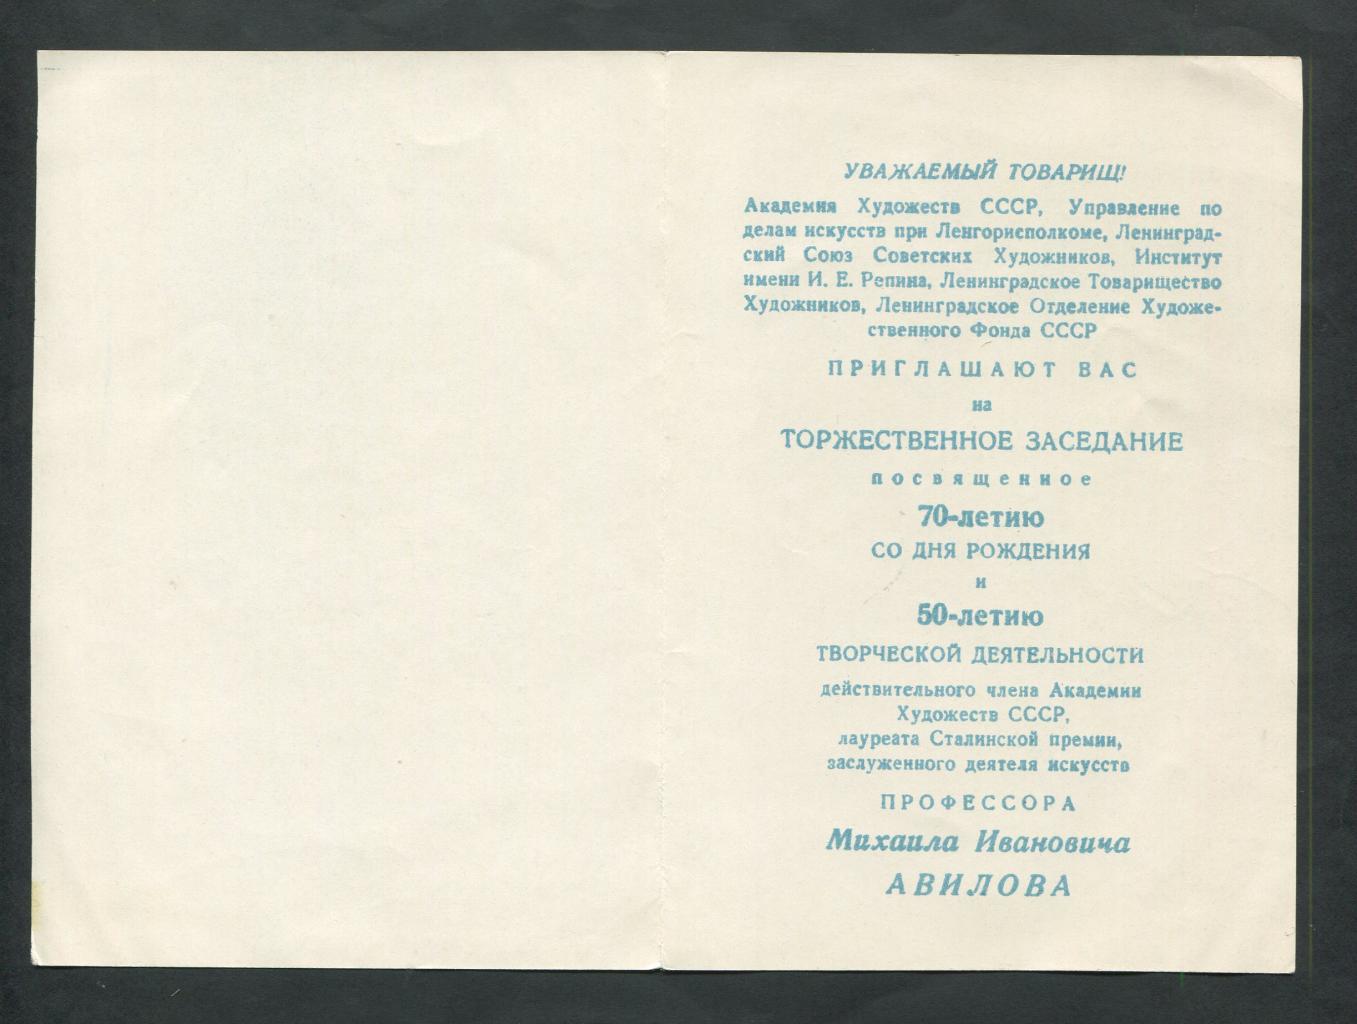 УВАЖАЕМЫЙ ТОВАРИЩ!
Академия Художеств СССР, Управление по
делам искусств при Ленгорисполкоме, Ленинград-
ский Союз Советских Художников, Институт
имени И. Е. Репина, Ленинградское Товарищество
Художников, Ленинградское Отделение Художе-
ственного Фонда СССР
ПРИГЛАШАЮТ ВАС
на
ТОРЖЕСТВЕННОЕ ЗАСЕДАНИЕ
посвященное
70-летию
СО ДНЯ РОЖДЕНИЯ
и
50-летию
ТВОРЧЕСКОЙ ДЕЯТЕЛЬНОСТИ
действительного члена Академии
Художеств СССР,
лауреата Сталинской премии,
заслуженного деятеля искусств
ПРОФЕССОРА
Михаила Ивановича
АВИЛОВА